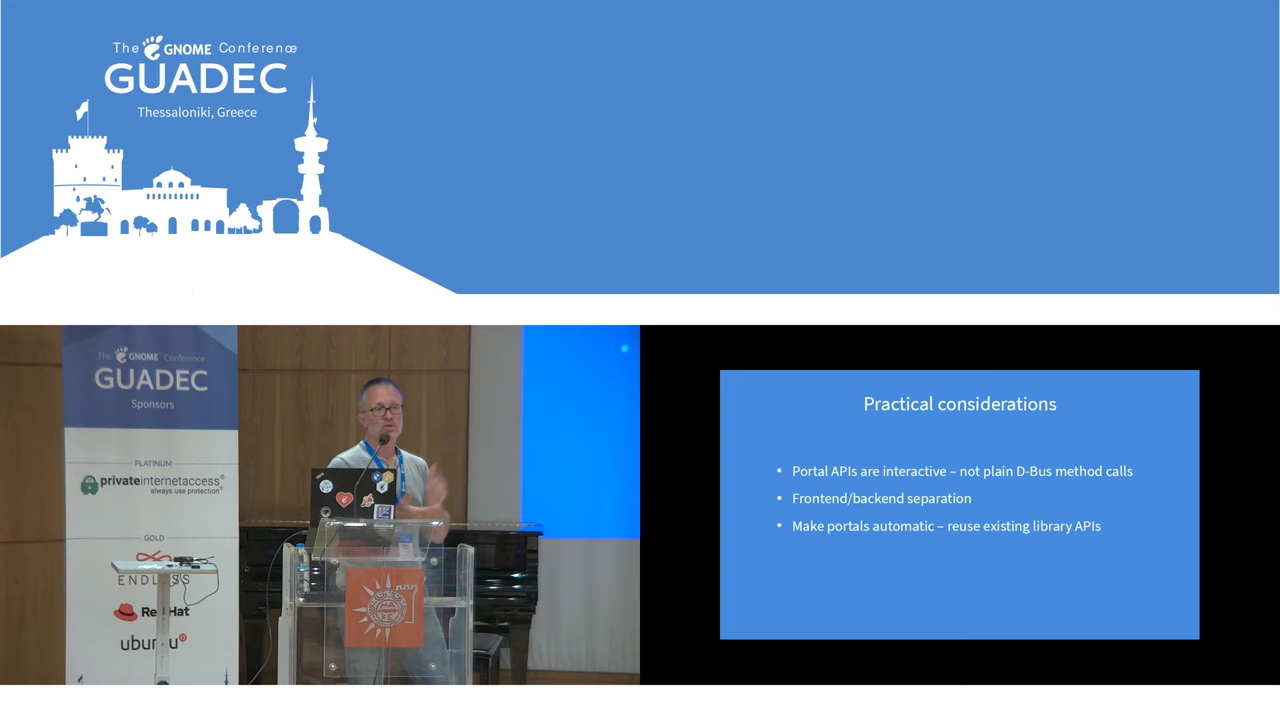 The GNOME Conference
GUADEC
Thessaloniki, Greece
The GNOME Conference
GUADEC
Sponsors
PLATINUM
privateinternetaccess®
always use protection®
GOLD
ENDLESS
Red Hat
ubuntu
Practical considerations
• Portal APIs are interactive – not plain D-Bus method calls
• Frontend/backend separation
• Make portals automatic – reuse existing library APIs